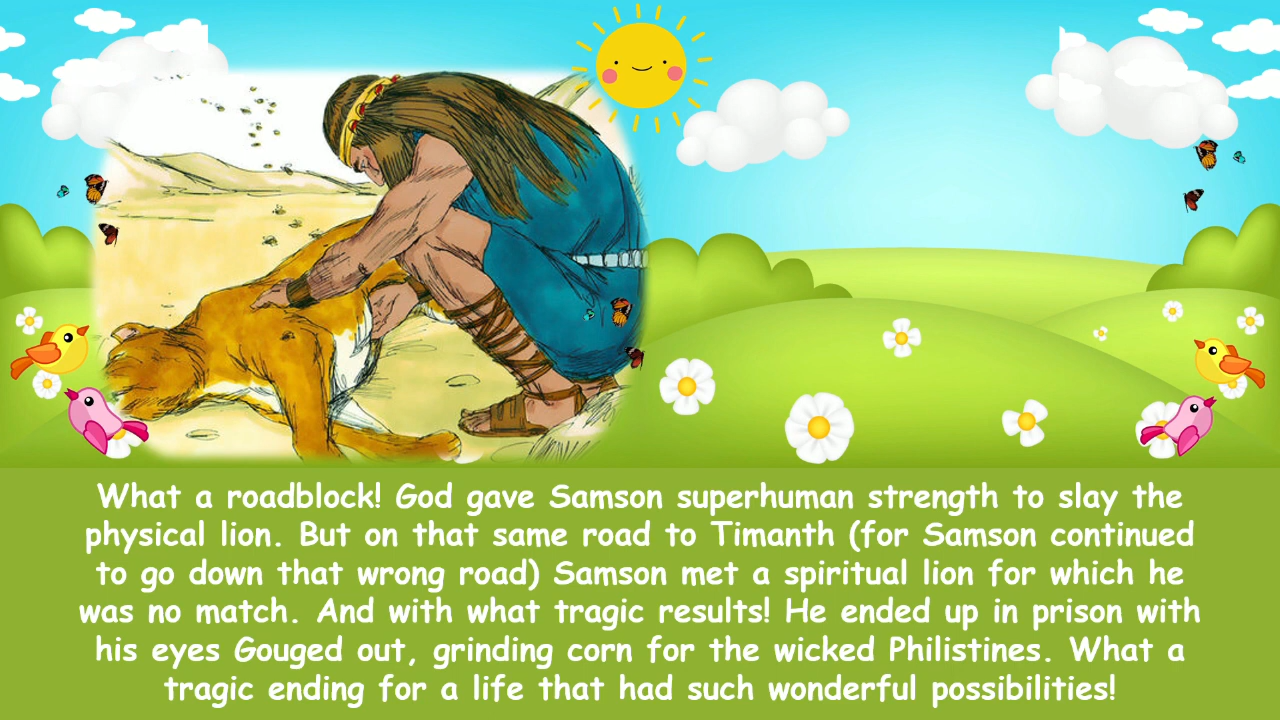 What a roadblock! God gave Samson superhuman strength to slay the
physical lion. But on that same road to Timanth (for Samson continued
to go down that wrong road) Samson met a spiritual lion for which he
was no match. And with what tragic results! He ended up in prison with
his eyes Gouged out, grinding corn for the wicked Philistines. What a
tragic ending for a life that had such wonderful possibilities!